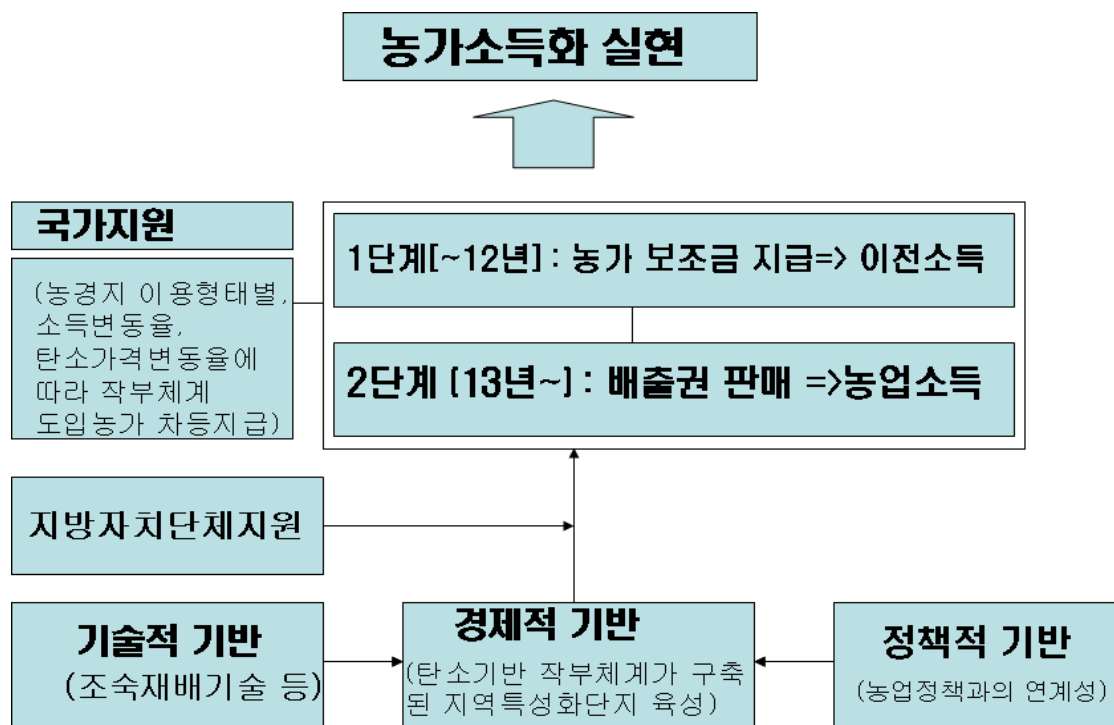 농가소득화 실현
국가지원
(농경지 이용형태별,
소득변동율,
탄소가격변동율에
따라 작부체계
도입농가 차등지급)
1단계[~12년] : 농가 보조금 지급=> 이전소득
2단계 (13년~) : 배출권 판매 =>농업소득
지방자치단체지원
기술적 기반
(조숙재배기술 등)
경제적 기반
(탄소기반 작부체계가 구축
된 지역특성화단지 육성)
정책적 기반
(농업정책과의 연계성)